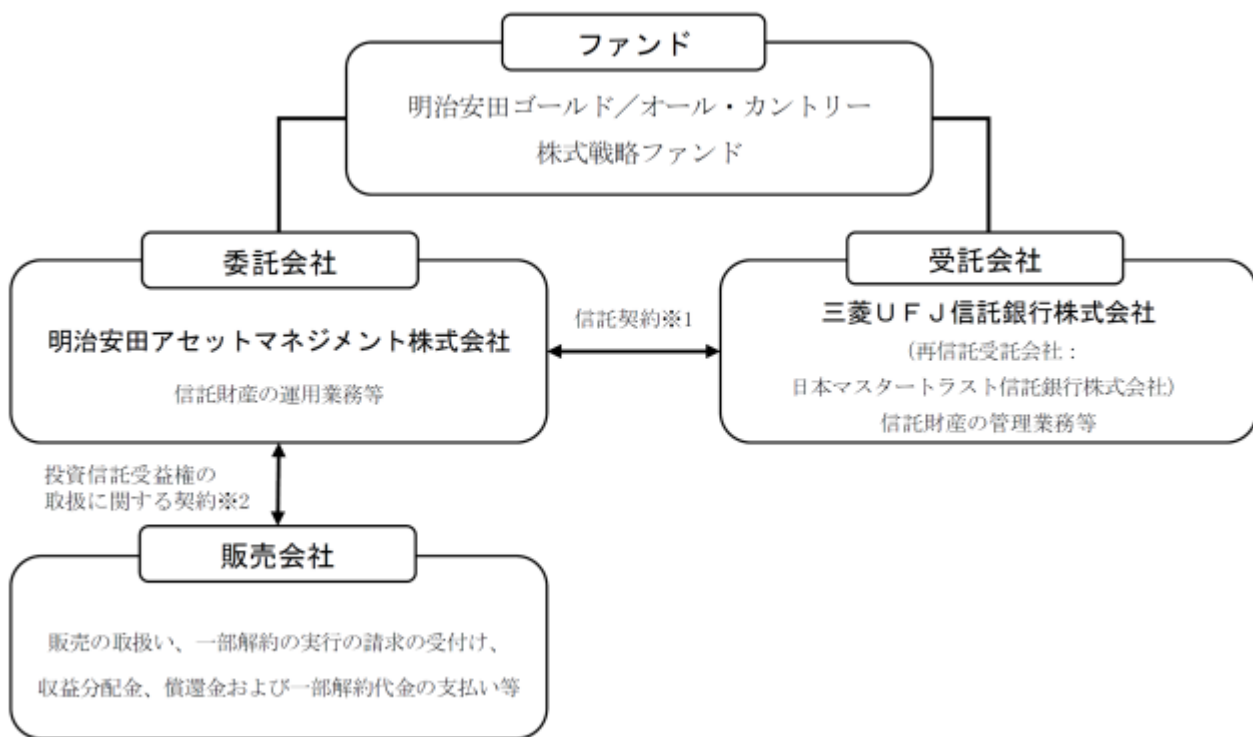 ファンド
明治安田ゴールド／オール・カントリー
株式戦略ファンド
委託会社
明治安田アセットマネジメント株式会社
信託財産の運用業務等
信託契約※1
受託会社
三菱ＵＦＪ信託銀行株式会社
(再信託受託会社：
日本マスタートラスト信託銀行株式会社)
信託財産の管理業務等
投資信託受益権の
取扱に関する契約※2
販売会社
販売の取扱い、一部解約の実行の請求の受付け、
収益分配金、償還金および一部解約代金の支払い等